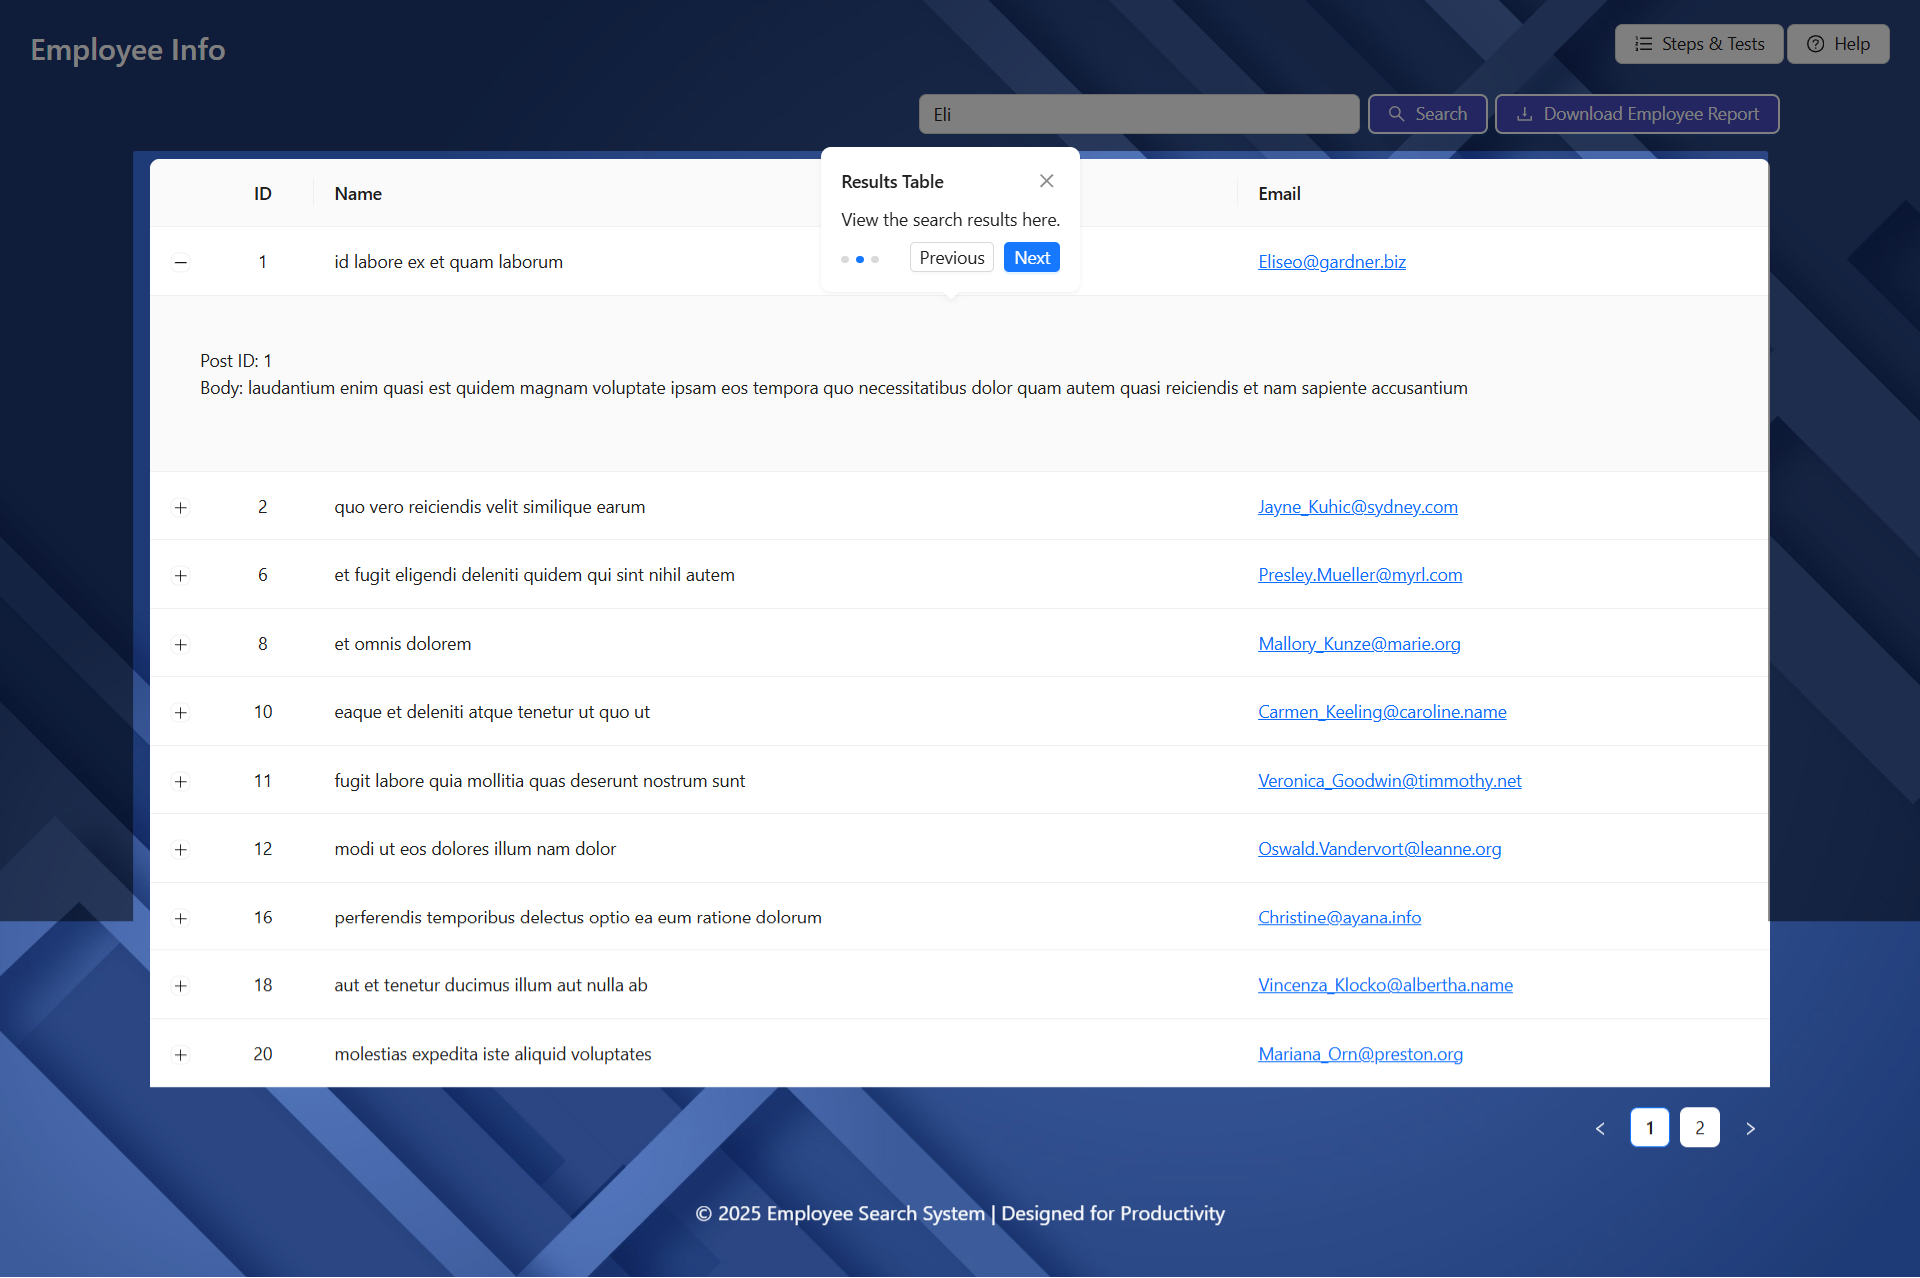 Employee Info
Steps & Tests
Help
Eli
Search
Download Employee Report
Results Table
View the search results here.
Previous
Next
ID Name Email
1 id labore ex et quam laborum Eliseo@gardner.biz
Post ID: 1
Body: laudantium enim quasi est quidem magnam voluptate ipsam eos tempora quo necessitatibus dolor quam autem quasi reiciendis et nam sapiente accusantium
2 quo vero reiciendis velit similique earum Jayne_Kuhic@sydney.com
6 et fugit eligendi deleniti quidem qui sint nihil autem Presley.Mueller@myrl.com
8 et omnis dolorem Mallory_Kunze@marie.org
10 eaque et deleniti atque tenetur ut quo ut Carmen_Keeling@caroline.name
11 fugit labore quia mollitia quas deserunt nostrum sunt Veronica_Goodwin@timmothy.net
12 modi ut eos dolores illum nam dolor Oswald.Vandervort@leanne.org
16 perferendis temporibus delectus optio ea eum ratione dolorum Christine@ayana.info
18 aut et tenetur ducimus illum aut nulla ab Vincenza_Klocko@albertha.name
20 molestias expedita iste aliquid voluptates Mariana_Orn@preston.org
< 1 2 >
© 2025 Employee Search System | Designed for Productivity